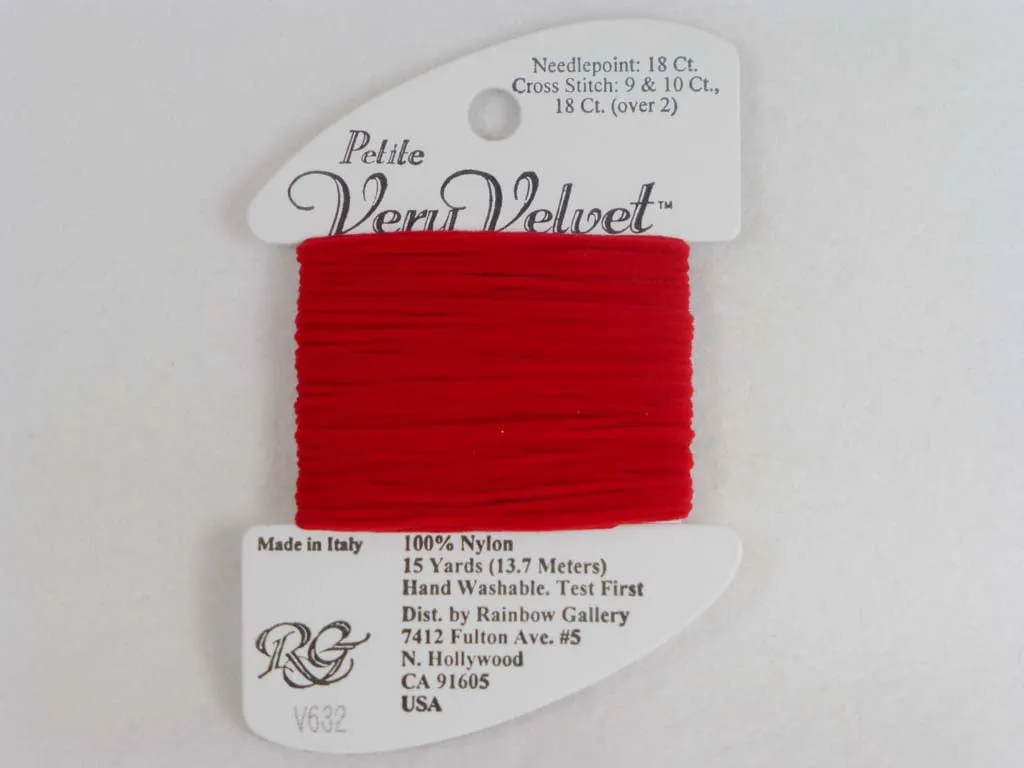 Needlepoint: 18 Ct.
Cross Stitch: 9 & 10 Ct.,
18 Ct. (over 2)
Petite
Very Velvet™
Made in Italy
100% Nylon
15 Yards (13.7 Meters)
Hand Washable. Test First
Dist. by Rainbow Gallery
7412 Fulton Ave. #5
N. Hollywood
CA 91605
USA
RG
V632